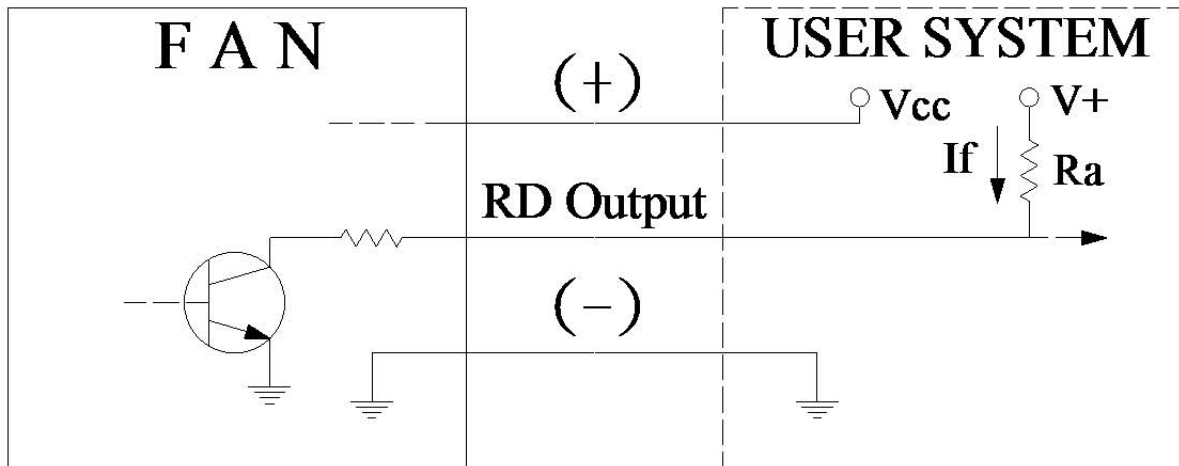 F A N
USER SYSTEM
(+)
Vcc
V+
If
Ra
RD Output
(−)